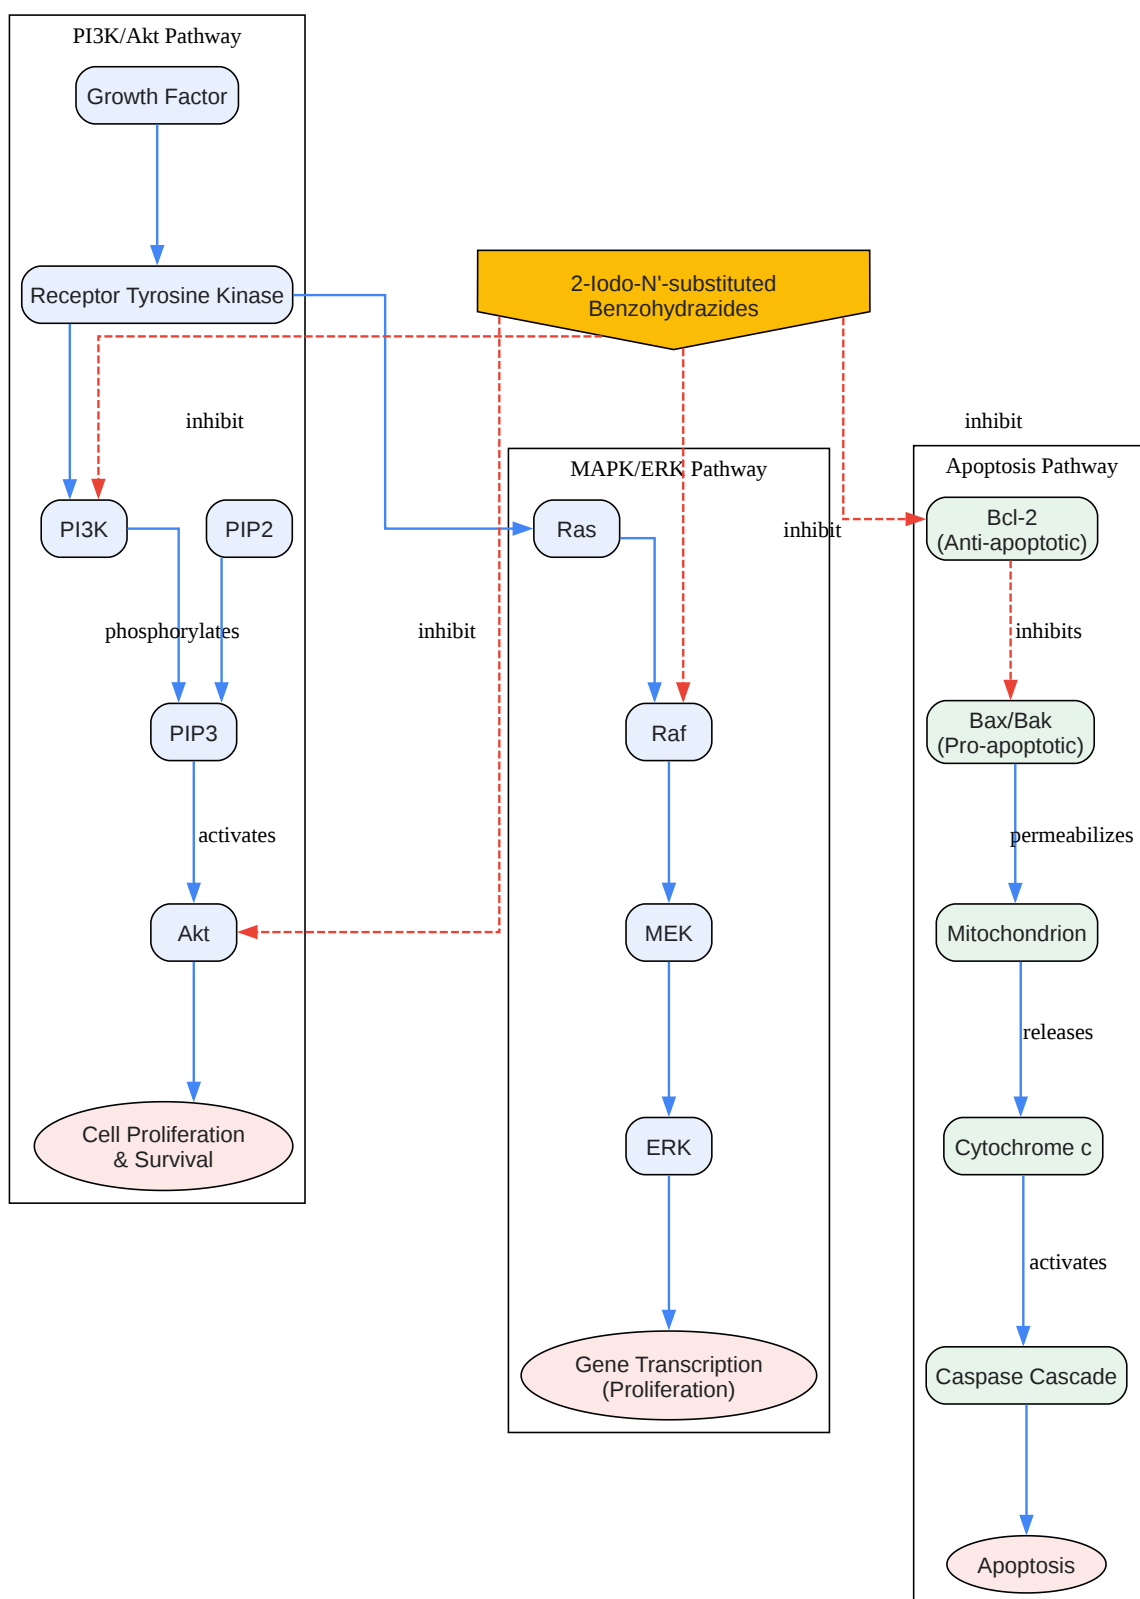 PI3K/Akt Pathway
Growth Factor
Receptor Tyrosine Kinase
2-Iodo-N'-substituted
Benzohydrazides
inhibit
inhibit
MAPK/ERK Pathway
Apoptosis Pathway
PI3K
PIP2
Ras
inhibit
Bcl-2
(Anti-apoptotic)
phosphorylates
inhibit
inhibits
PIP3
Raf
Bax/Bak
(Pro-apoptotic)
activates
permeabilizes
Akt
MEK
Mitochondrion
releases
Cell Proliferation
& Survival
ERK
Cytochrome c
activates
Gene Transcription
(Proliferation)
Caspase Cascade
Apoptosis